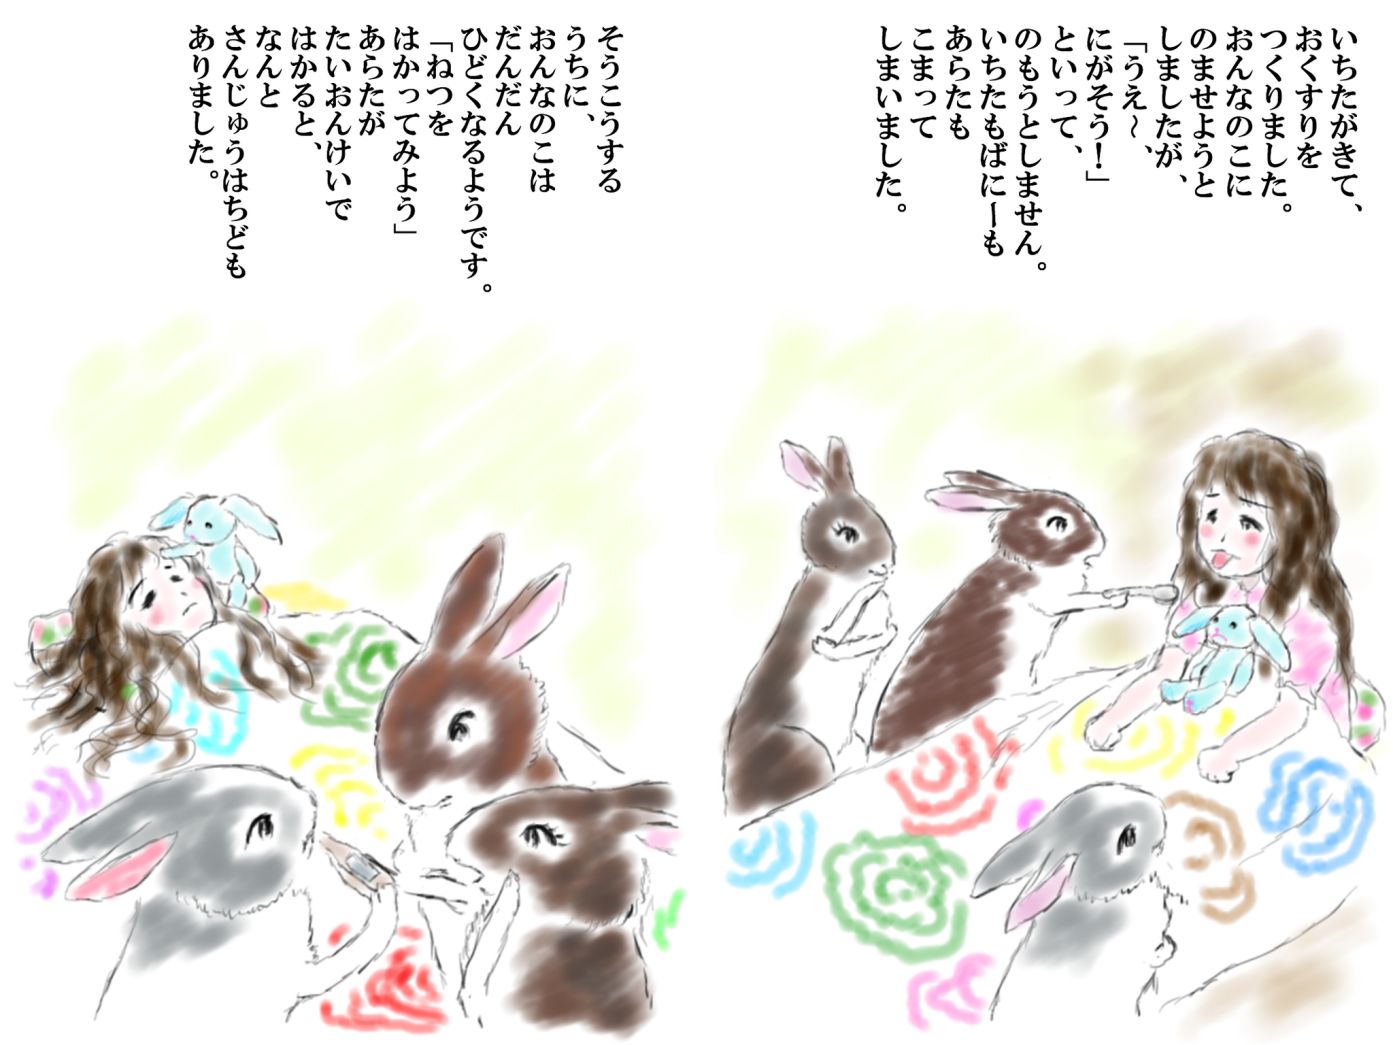 いちたがきて、
おくすりを
つくりました。
おんなのこに
のませようと
しましたが、
「うえ～、
にがそう！」
といって、
のもうとしません。
いちたもばにーも
あらたも
こまって
しまいました。
そうこうする
うちに、
おんなのこは
だんだん
ひどくなるようです。
「ねつを
はかってみよう」
あらたが
たいおんけいで
はかると、
なんと
さんじゅうはちども
ありました。